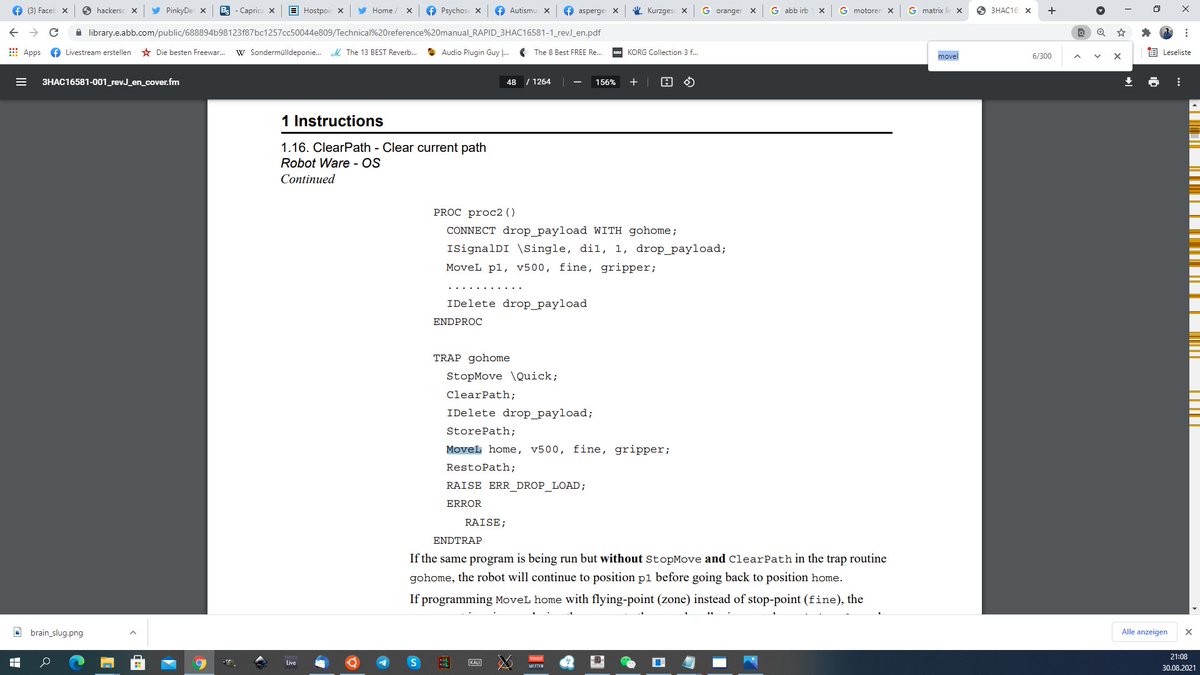 (3) Faceb
hackersc
PinkyDe
- Capric
Hostpoi
Home /
Psychos
Autismu
asperge
Kurzges
oranger
abb irb
motoren
matrix li
3HAC16
library.e.abb.com/public/688894b98123f87bc1257cc50044e809/Technical%20reference%20manual_RAPID_3HAC16581-1_revJ_en.pdf
Apps
Livestream erstellen
Die besten Freewar...
Sondermülldeponie...
The 13 BEST Reverb...
Audio Plugin Guy |...
The 8 Best FREE Re...
KORG Collection 3 f...
Leseliste
movel
6/300
3HAC16581-001_revJ_en_cover.fm
48 / 1264
156%
1 Instructions
1.16. ClearPath - Clear current path
Robot Ware - OS
Continued
PROC proc2()
CONNECT drop_payload WITH gohome;
ISignalDI \Single, di1, 1, drop_payload;
MoveL p1, v500, fine, gripper;
...........
IDelete drop_payload
ENDPROC
TRAP gohome
StopMove \Quick;
ClearPath;
IDelete drop_payload;
StorePath;
MoveL home, v500, fine, gripper;
RestoPath;
RAISE ERR_DROP_LOAD;
ERROR
RAISE;
ENDTRAP
If the same program is being run but without StopMove and ClearPath in the trap routine
gohome, the robot will continue to position p1 before going back to position home.
If programming MoveL home with flying-point (zone) instead of stop-point (fine), the
brain_slug.png
Alle anzeigen
Live
KALI
21:08
30.08.2021